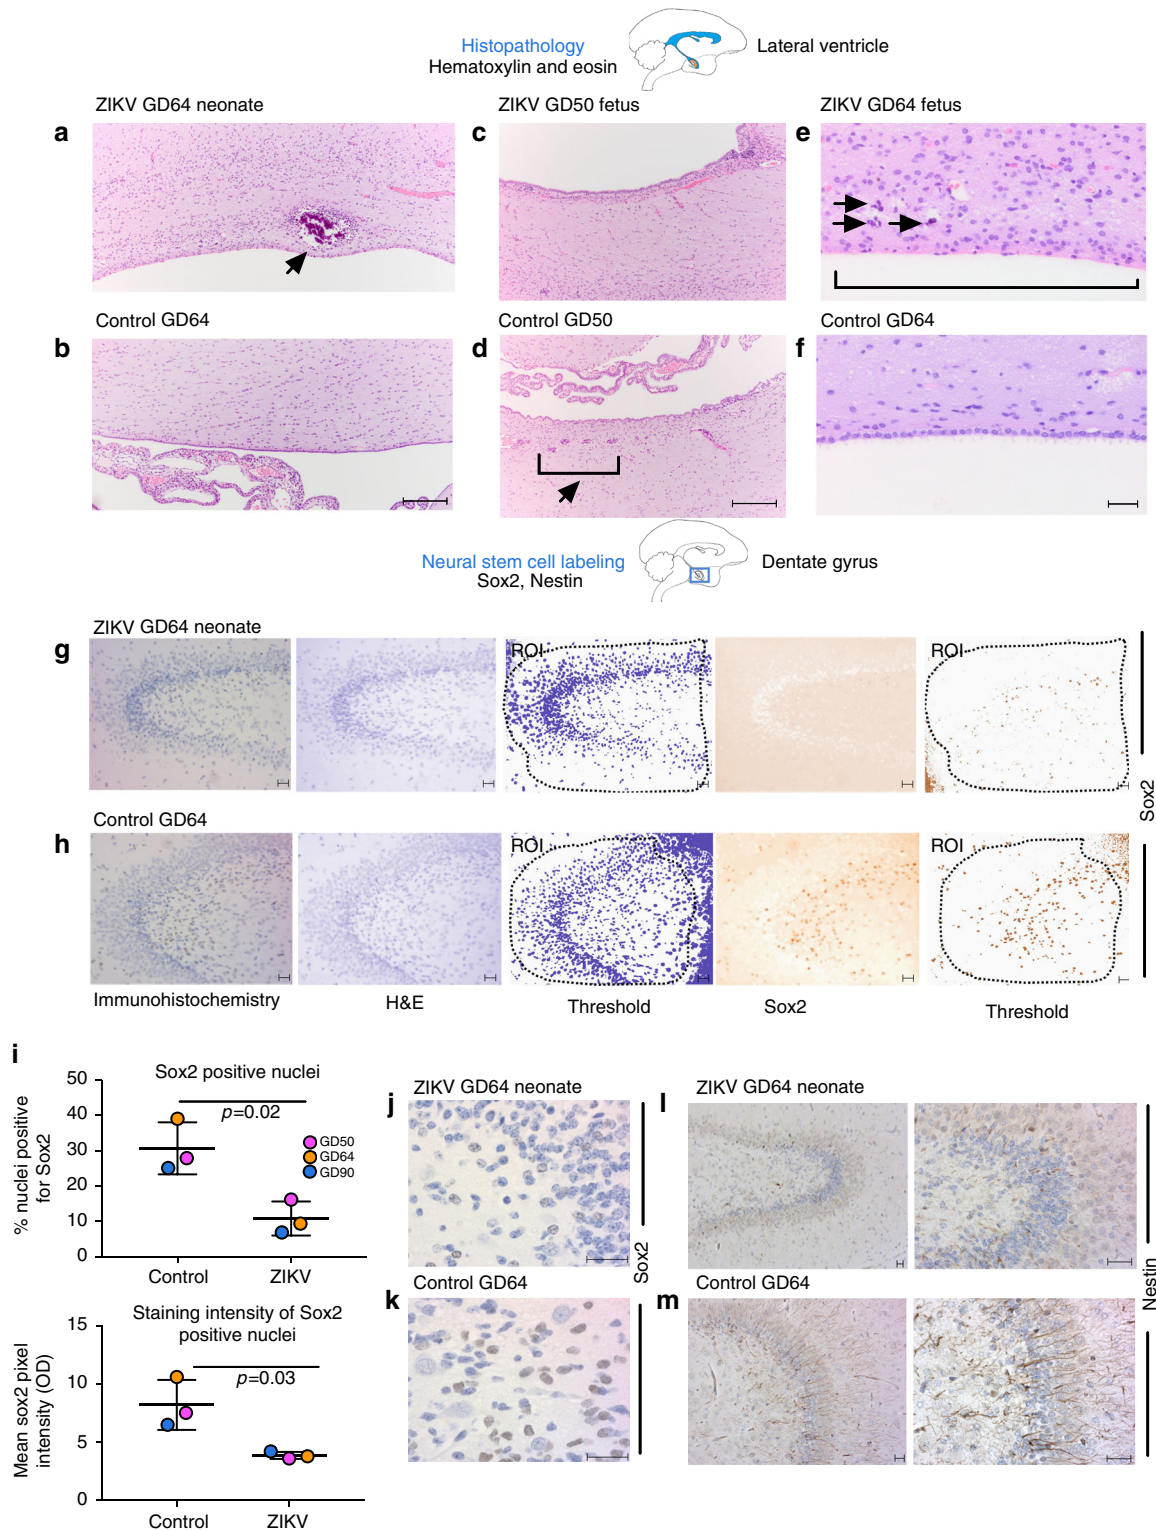 Histopathology
Hematoxylin and eosin
Lateral ventricle
ZIKV GD64 neonate
ZIKV GD50 fetus
ZIKV GD64 fetus
a
c
e
Control GD64
Control GD50
Control GD64
b
d
f
Neural stem cell labeling
Sox2, Nestin
Dentate gyrus
ZIKV GD64 neonate
g
ROI
ROI
Sox2
Control GD64
h
ROI
ROI
Immunohistochemistry
H&E
Threshold
Sox2
Threshold
i
Sox2 positive nuclei
% nuclei positive
for Sox2
50
40
30
20
10
0
p=0.02
GD50
GD64
GD90
Control
ZIKV
Staining intensity of Sox2
positive nuclei
Mean sox2 pixel
intensity (OD)
15
10
5
0
p=0.03
Control
ZIKV
ZIKV GD64 neonate
j
Sox2
Control GD64
k
ZIKV GD64 neonate
l
Nestin
Control GD64
m